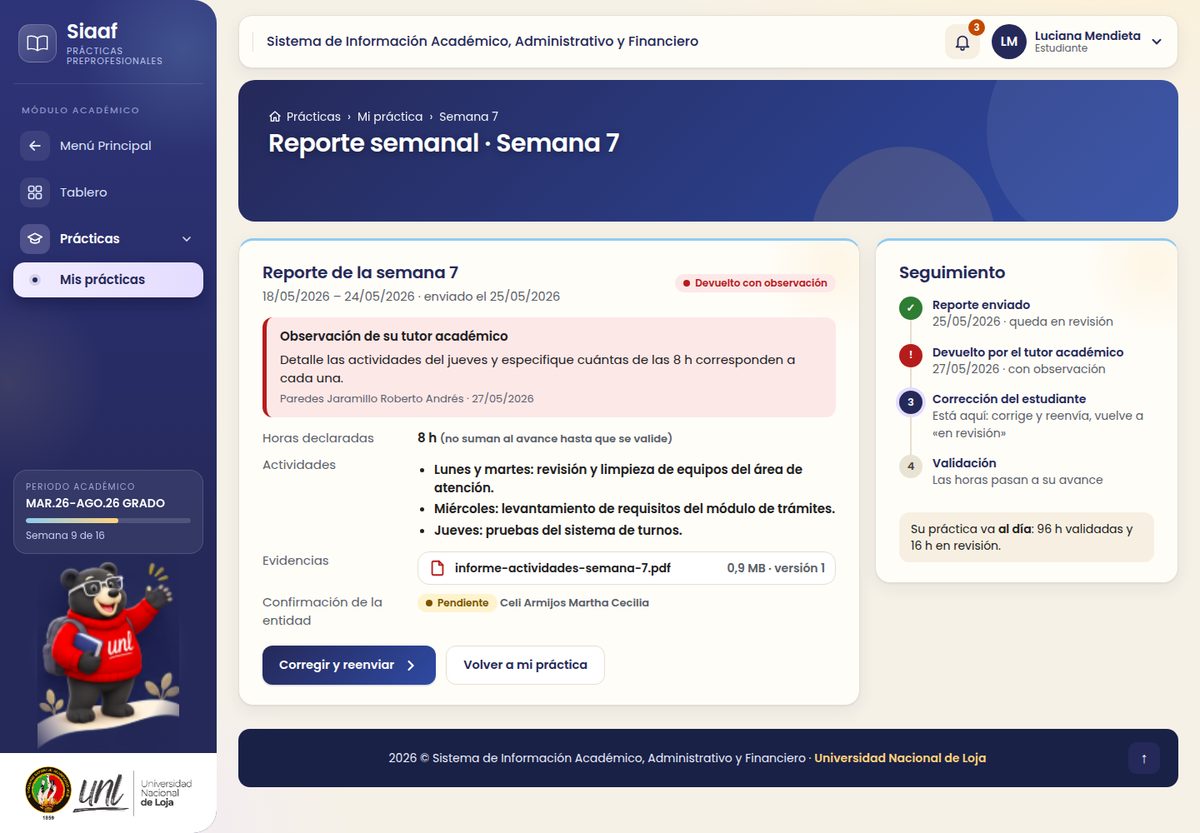 Siaaf
PRÁCTICAS
PREPROFESIONALES
MÓDULO ACADÉMICO
Menú Principal
Tablero
Prácticas
Mis prácticas
PERIODO ACADÉMICO
MAR.26-AGO.26 GRADO
Semana 9 de 16
unl
1859
unl
Universidad
Nacional
de Loja
Sistema de Información Académico, Administrativo y Financiero
3
LM
Luciana Mendieta
Estudiante
Prácticas › Mi práctica › Semana 7
Reporte semanal · Semana 7
Reporte de la semana 7
18/05/2026 – 24/05/2026 · enviado el 25/05/2026
Devuelto con observación
Observación de su tutor académico
Detalle las actividades del jueves y especifique cuántas de las 8 h corresponden a
cada una.
Paredes Jaramillo Roberto Andrés · 27/05/2026
Horas declaradas
8 h (no suman al avance hasta que se valide)
Actividades
• Lunes y martes: revisión y limpieza de equipos del área de
atención.
• Miércoles: levantamiento de requisitos del módulo de trámites.
• Jueves: pruebas del sistema de turnos.
Evidencias
informe-actividades-semana-7.pdf
0,9 MB · versión 1
Confirmación de la
entidad
Pendiente
Celi Armijos Martha Cecilia
Corregir y reenviar
Volver a mi práctica
Seguimiento
✓
Reporte enviado
25/05/2026 · queda en revisión
!
Devuelto por el tutor académico
27/05/2026 · con observación
3
Corrección del estudiante
Está aquí: corrige y reenvía, vuelve a
«en revisión»
4
Validación
Las horas pasan a su avance
Su práctica va al día: 96 h validadas y
16 h en revisión.
2026 © Sistema de Información Académico, Administrativo y Financiero · Universidad Nacional de Loja
↑